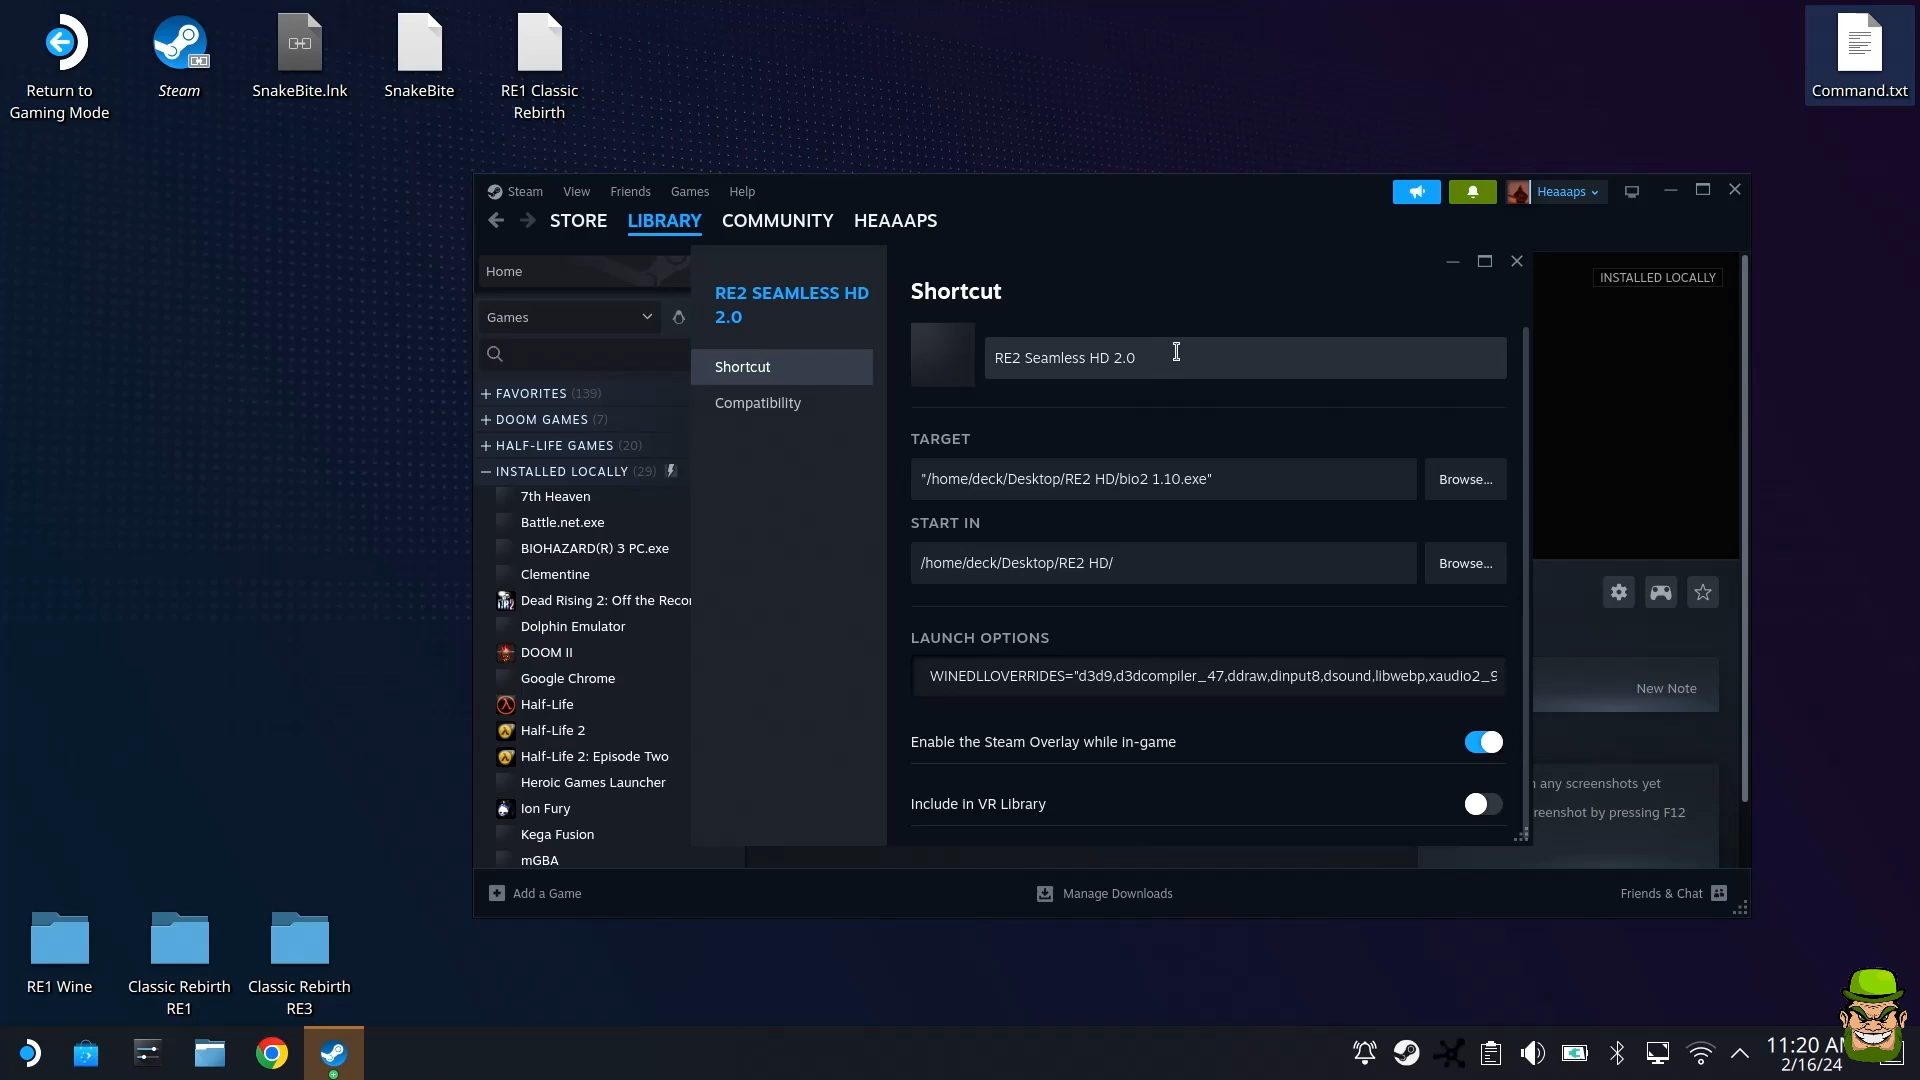 Return to
Gaming Mode
Steam
SnakeBite.lnk
SnakeBite
RE1 Classic
Rebirth
Command.txt
Steam View Friends Games Help
Heaaaps
STORE LIBRARY COMMUNITY HEAAAPS
Home
Games
FAVORITES (139)
DOOM GAMES (7)
HALF-LIFE GAMES (20)
INSTALLED LOCALLY (29)
7th Heaven
Battle.net.exe
BIOHAZARD(R) 3 PC.exe
Clementine
Dead Rising 2: Off the Recor
Dolphin Emulator
DOOM II
Google Chrome
Half-Life
Half-Life 2
Half-Life 2: Episode Two
Heroic Games Launcher
Ion Fury
Kega Fusion
mGBA
RE2 SEAMLESS HD
2.0
Shortcut
Compatibility
Shortcut
RE2 Seamless HD 2.0
TARGET
"/home/deck/Desktop/RE2 HD/bio2 1.10.exe"
Browse...
START IN
/home/deck/Desktop/RE2 HD/
Browse...
LAUNCH OPTIONS
WINEDLLOVERRIDES="d3d9,d3dcompiler_47,ddraw,dinput8,dsound,libwebp,xaudio2_9
Enable the Steam Overlay while in-game
Include in VR Library
INSTALLED LOCALLY
New Note
any screenshots yet
reenshot by pressing F12
Add a Game
Manage Downloads
Friends & Chat
RE1 Wine
Classic Rebirth
RE1
Classic Rebirth
RE3
11:20 AM
2/16/24